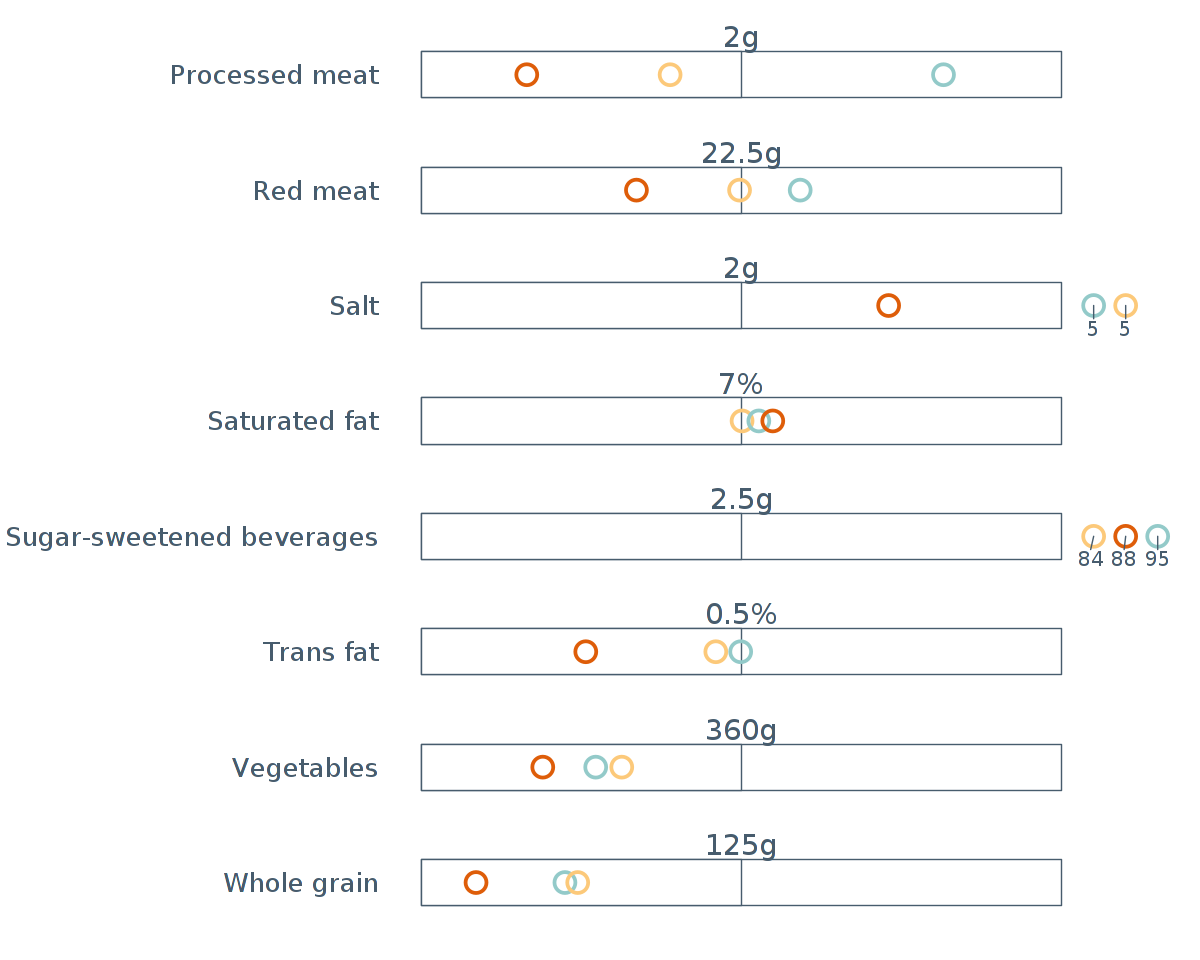 2g
Processed meat
22.5g
Red meat
2g
Salt
5 5
7%
Saturated fat
2.5g
Sugar-sweetened beverages
84 88 95
0.5%
Trans fat
360g
Vegetables
125g
Whole grain